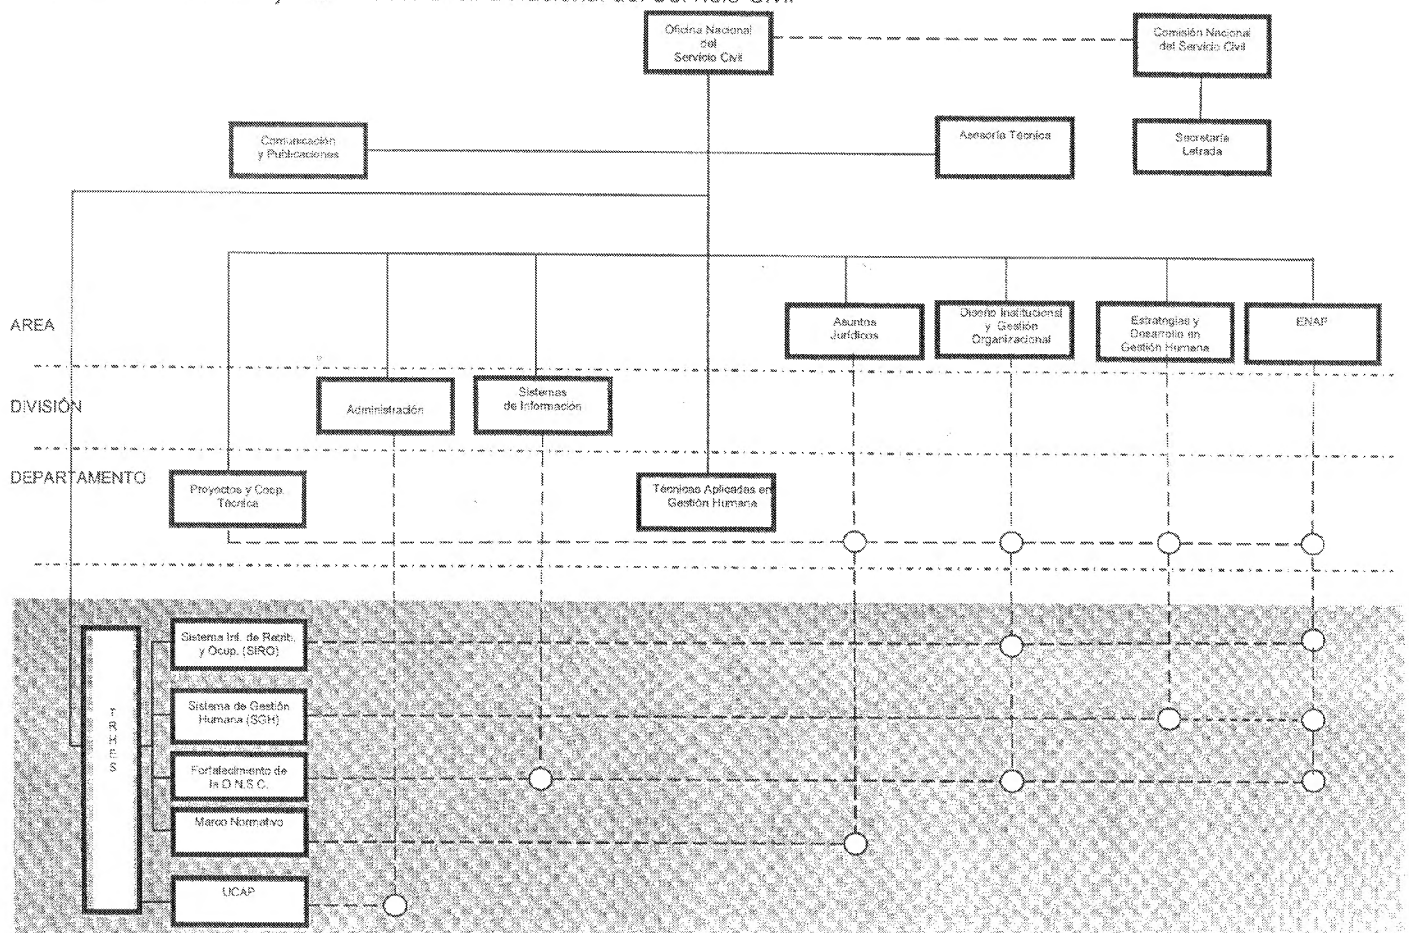 Oficina Nacional
del
Servicio Civil
Comisión Nacional
del Servicio Civil
Comunicación
y Publicaciones
Asesoría Técnica
Secretaría
Letrada
AREA
Asuntos
Jurídicos
Diseño Institucional
y Gestión
Organizacional
Estrategias y
Desarrollo en
Gestión Humana
ENAP
DIVISIÓN
Administración
Sistemas
de Información
DEPARTAMENTO
Proyectos y Coop.
Técnica
Técnicas Aplicadas en
Gestión Humana
T
R
H
E
S
Sistema Inf. de Retrib.
y Ocup. (SIRO)
Sistema de Gestión
Humana (SGH)
Fortalecimiento de
la O.N.S.C.
Marco Normativo
UCAP